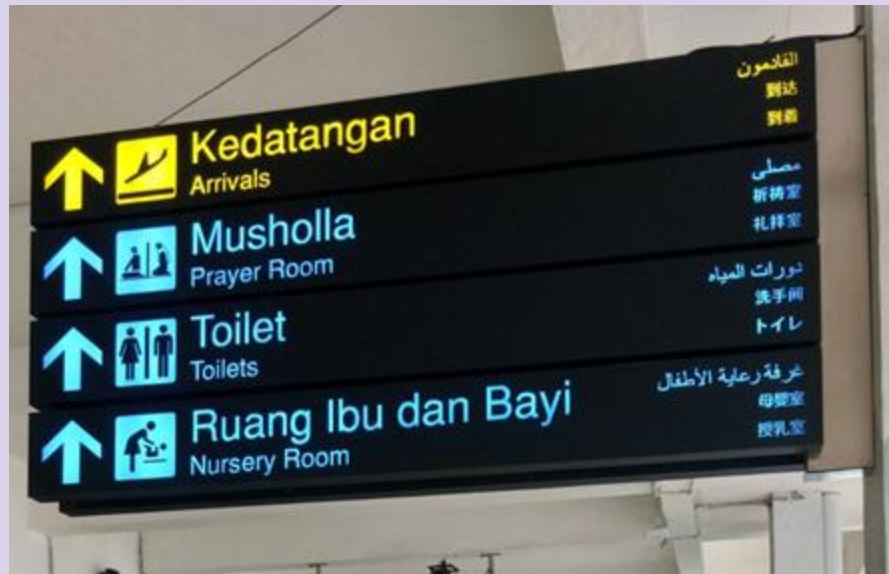 Kedatangan
Arrivals
القادمون
到达
到着
Musholla
Prayer Room
مصلى
祈祷室
礼拝室
Toilet
Toilets
دورات المياه
洗手间
トイレ
Ruang Ibu dan Bayi
Nursery Room
غرفة رعاية الأطفال
母婴室
授乳室